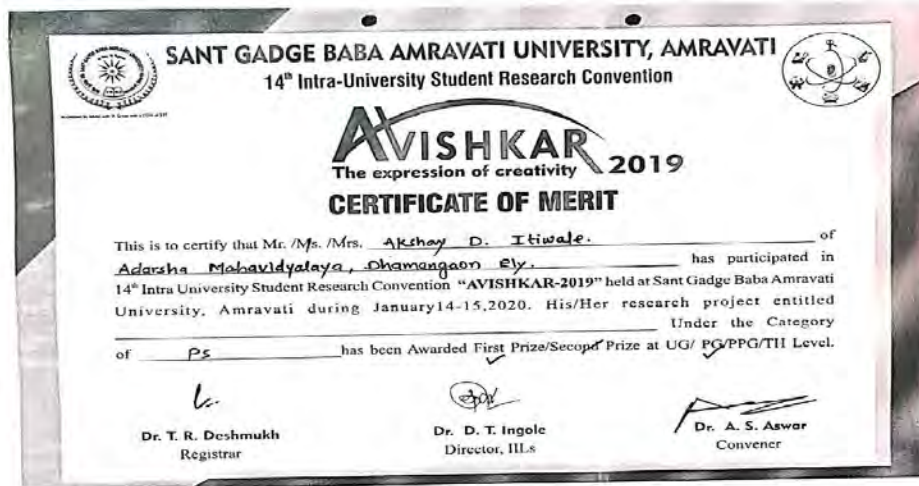 SANT GADGE BABA AMRAVATI UNIVERSITY, AMRAVATI
14th Intra-University Student Research Convention
AVISHKAR 2019
The expression of creativity
CERTIFICATE OF MERIT
This is to certify that Mr. /Ms. /Mrs. Akshay D. Itiwale. of
Adarsha Mahavidyalaya, Dhamangaon Rly. has participated in
14th Intra University Student Research Convention "AVISHKAR-2019" held at Sant Gadge Baba Amravati
University, Amravati during January14-15,2020. His/Her research project entitled
Under the Category
of PS has been Awarded First Prize/Second Prize at UG/ PG/PPG/TH Level.
Dr. T. R. Deshmukh
Registrar
Dr. D. T. Ingole
Director, IILs
Dr. A. S. Aswar
Convener